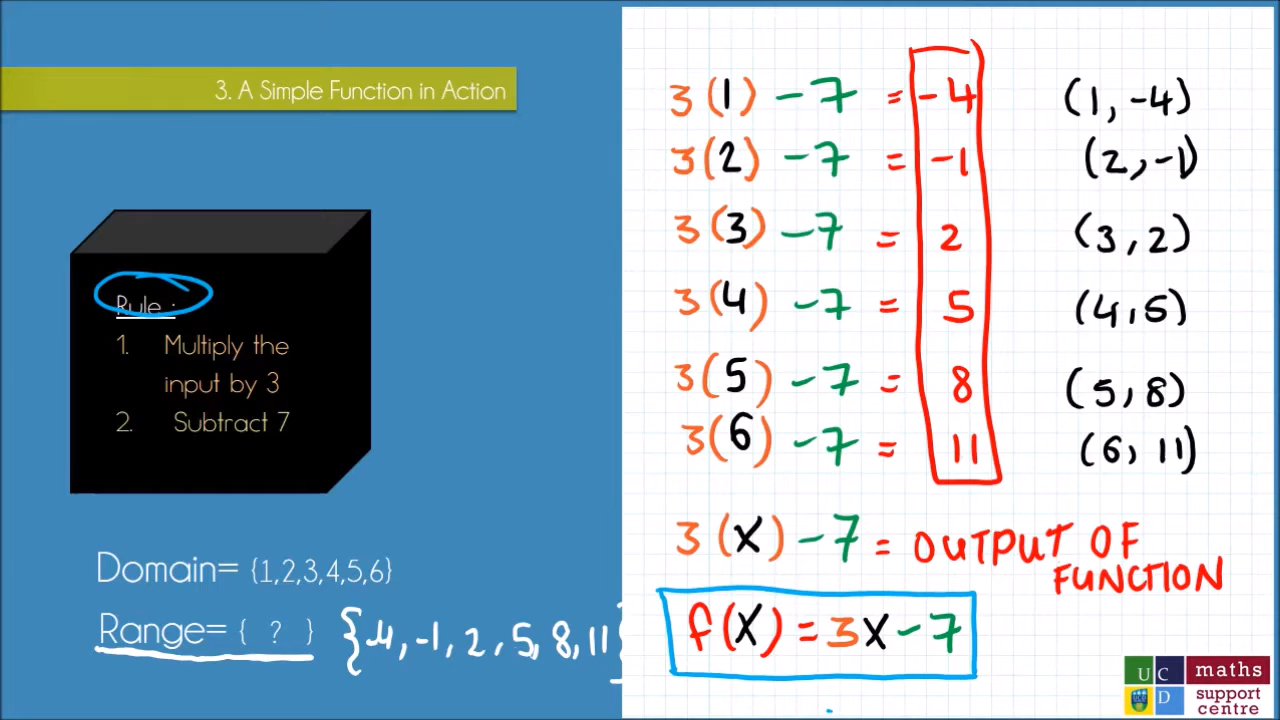 3. A Simple Function in Action
Rule :
1. Multiply the
input by 3
2. Subtract 7
Domain= {1,2,3,4,5,6}
Range= { ? } {-4, -1, 2, 5, 8, 11}
3(1) -7 = -4 (1, -4)
3(2) -7 = -1 (2, -1)
3(3) -7 = 2 (3, 2)
3(4) -7 = 5 (4, 5)
3(5) -7 = 8 (5, 8)
3(6) -7 = 11 (6, 11)
3(X) -7 = OUTPUT OF
FUNCTION
f(X) = 3X -7
UCD maths
support
centre